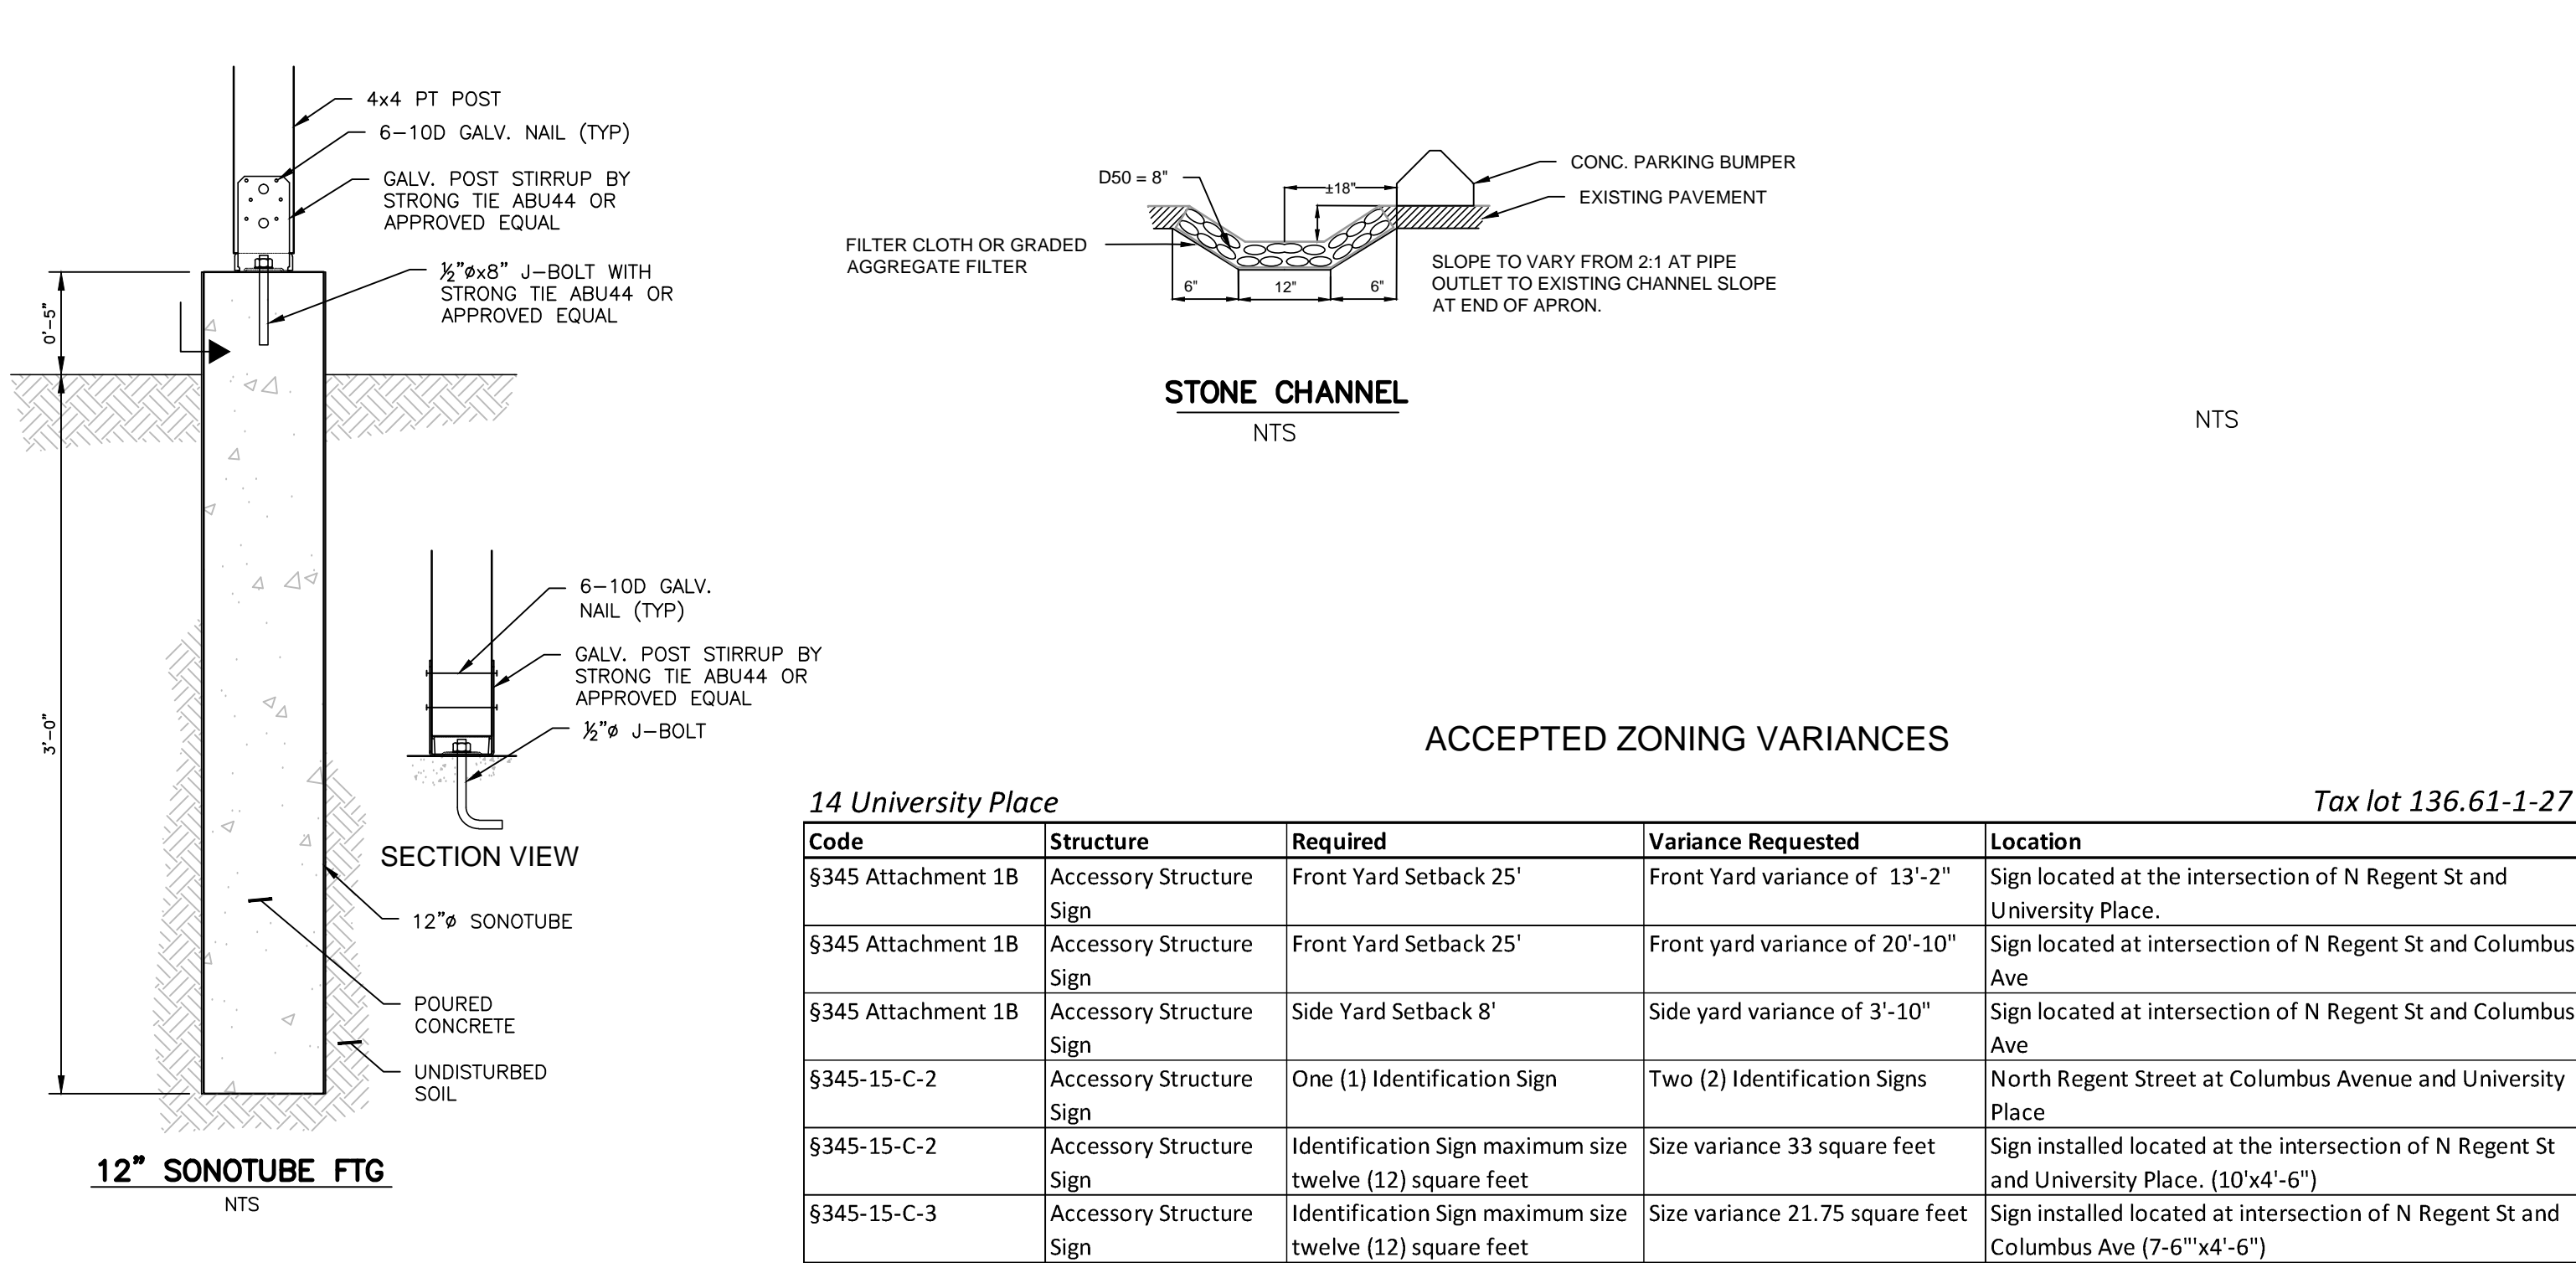 4x4 PT POST
6-10D GALV. NAIL (TYP)
GALV. POST STIRRUP BY
STRONG TIE ABU44 OR
APPROVED EQUAL
½"øx8" J-BOLT WITH
STRONG TIE ABU44 OR
APPROVED EQUAL
0'-5"
3'-0"
6-10D GALV.
NAIL (TYP)
GALV. POST STIRRUP BY
STRONG TIE ABU44 OR
APPROVED EQUAL
½"ø J-BOLT
SECTION VIEW
12"ø SONOTUBE
POURED
CONCRETE
UNDISTURBED
SOIL
12" SONOTUBE FTG
NTS
D50 = 8"
±18"
CONC. PARKING BUMPER
EXISTING PAVEMENT
FILTER CLOTH OR GRADED
AGGREGATE FILTER
6"
12"
6"
SLOPE TO VARY FROM 2:1 AT PIPE
OUTLET TO EXISTING CHANNEL SLOPE
AT END OF APRON.
STONE CHANNEL
NTS
NTS
ACCEPTED ZONING VARIANCES
14 University Place
Tax lot 136.61-1-27
Code
Structure
Required
Variance Requested
Location
§345 Attachment 1B
Accessory Structure
Sign
Front Yard Setback 25'
Front Yard variance of  13'-2"
Sign located at the intersection of N Regent St and
University Place.
§345 Attachment 1B
Accessory Structure
Sign
Front Yard Setback 25'
Front yard variance of 20'-10"
Sign located at intersection of N Regent St and Columbus
Ave
§345 Attachment 1B
Accessory Structure
Sign
Side Yard Setback 8'
Side yard variance of 3'-10"
Sign located at intersection of N Regent St and Columbus
Ave
§345-15-C-2
Accessory Structure
Sign
One (1) Identification Sign
Two (2) Identification Signs
North Regent Street at Columbus Avenue and University
Place
§345-15-C-2
Accessory Structure
Sign
Identification Sign maximum size
twelve (12) square feet
Size variance 33 square feet
Sign installed located at the intersection of N Regent St
and University Place. (10'x4'-6")
§345-15-C-3
Accessory Structure
Sign
Identification Sign maximum size
twelve (12) square feet
Size variance 21.75 square feet
Sign installed located at intersection of N Regent St and
Columbus Ave (7-6"'x4'-6")